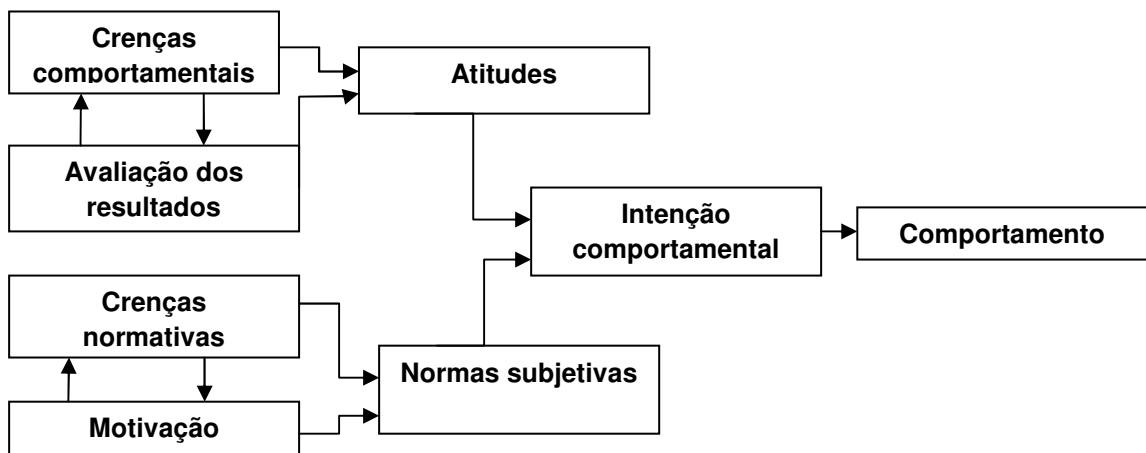 Crenças
comportamentais
Atitudes
Avaliação dos
resultados
Intenção
comportamental
Comportamento
Crenças
normativas
Normas subjetivas
Motivação